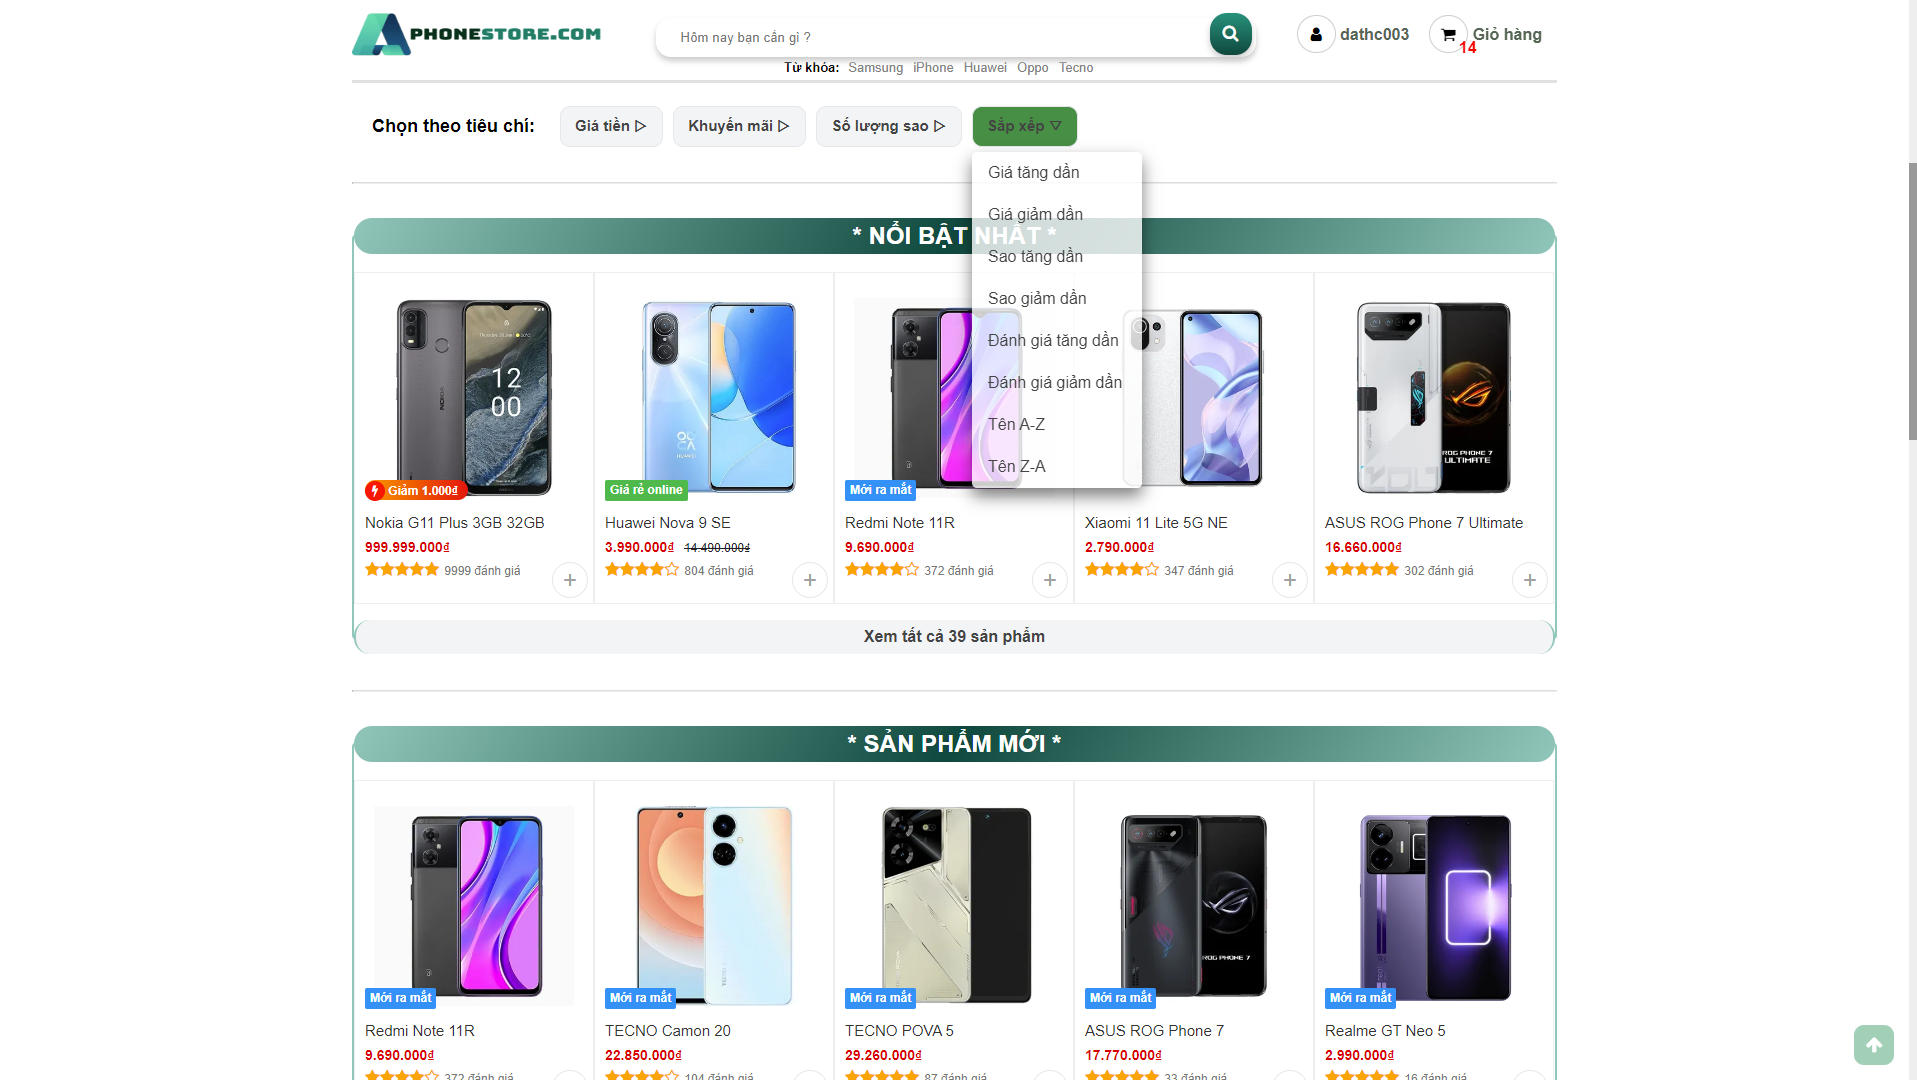 PHONESTORE.COM
Hôm nay bạn cần gì ?
dathc003
14
Giỏ hàng
Từ khóa: Samsung iPhone Huawei Oppo Tecno
Chọn theo tiêu chí:
Giá tiền ▷
Khuyến mãi ▷
Số lượng sao ▷
Sắp xếp ▽
Giá tăng dần
Giá giảm dần
Sao tăng dần
Sao giảm dần
Đánh giá tăng dần
Đánh giá giảm dần
Tên A-Z
Tên Z-A
* NỔI BẬT NHẤT *
12
00
NOKIA
HUAWEI
ROG PHONE 7
ULTIMATE
Giảm 1.000₫
Giá rẻ online
Mới ra mắt
Nokia G11 Plus 3GB 32GB
999.999.000₫
9999 đánh giá
+
Huawei Nova 9 SE
3.990.000₫ 14.490.000₫
804 đánh giá
+
Redmi Note 11R
9.690.000₫
372 đánh giá
+
Xiaomi 11 Lite 5G NE
2.790.000₫
347 đánh giá
+
ASUS ROG Phone 7 Ultimate
16.660.000₫
302 đánh giá
+
Xem tất cả 39 sản phẩm
* SẢN PHẨM MỚI *
ROG PHONE 7
Mới ra mắt
Mới ra mắt
Mới ra mắt
Mới ra mắt
Mới ra mắt
Redmi Note 11R
9.690.000₫
372 đánh giá
TECNO Camon 20
22.850.000₫
104 đánh giá
TECNO POVA 5
29.260.000₫
87 đánh giá
ASUS ROG Phone 7
17.770.000₫
33 đánh giá
Realme GT Neo 5
2.990.000₫
16 đánh giá